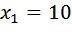 x₁ = 10